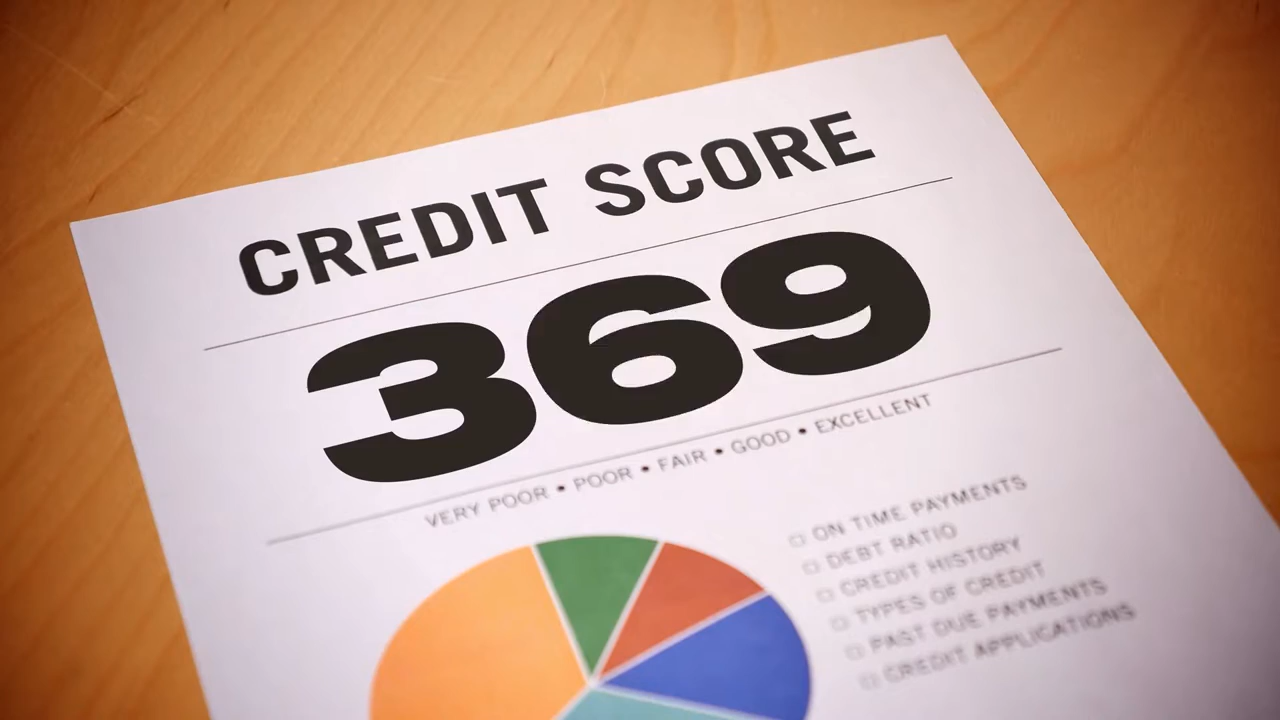 CREDIT SCORE
369
VERY POOR • POOR • FAIR • GOOD • EXCELLENT
ON TIME PAYMENTS
DEBT RATIO
CREDIT HISTORY
TYPES OF CREDIT
PAST DUE PAYMENTS
CREDIT APPLICATIONS